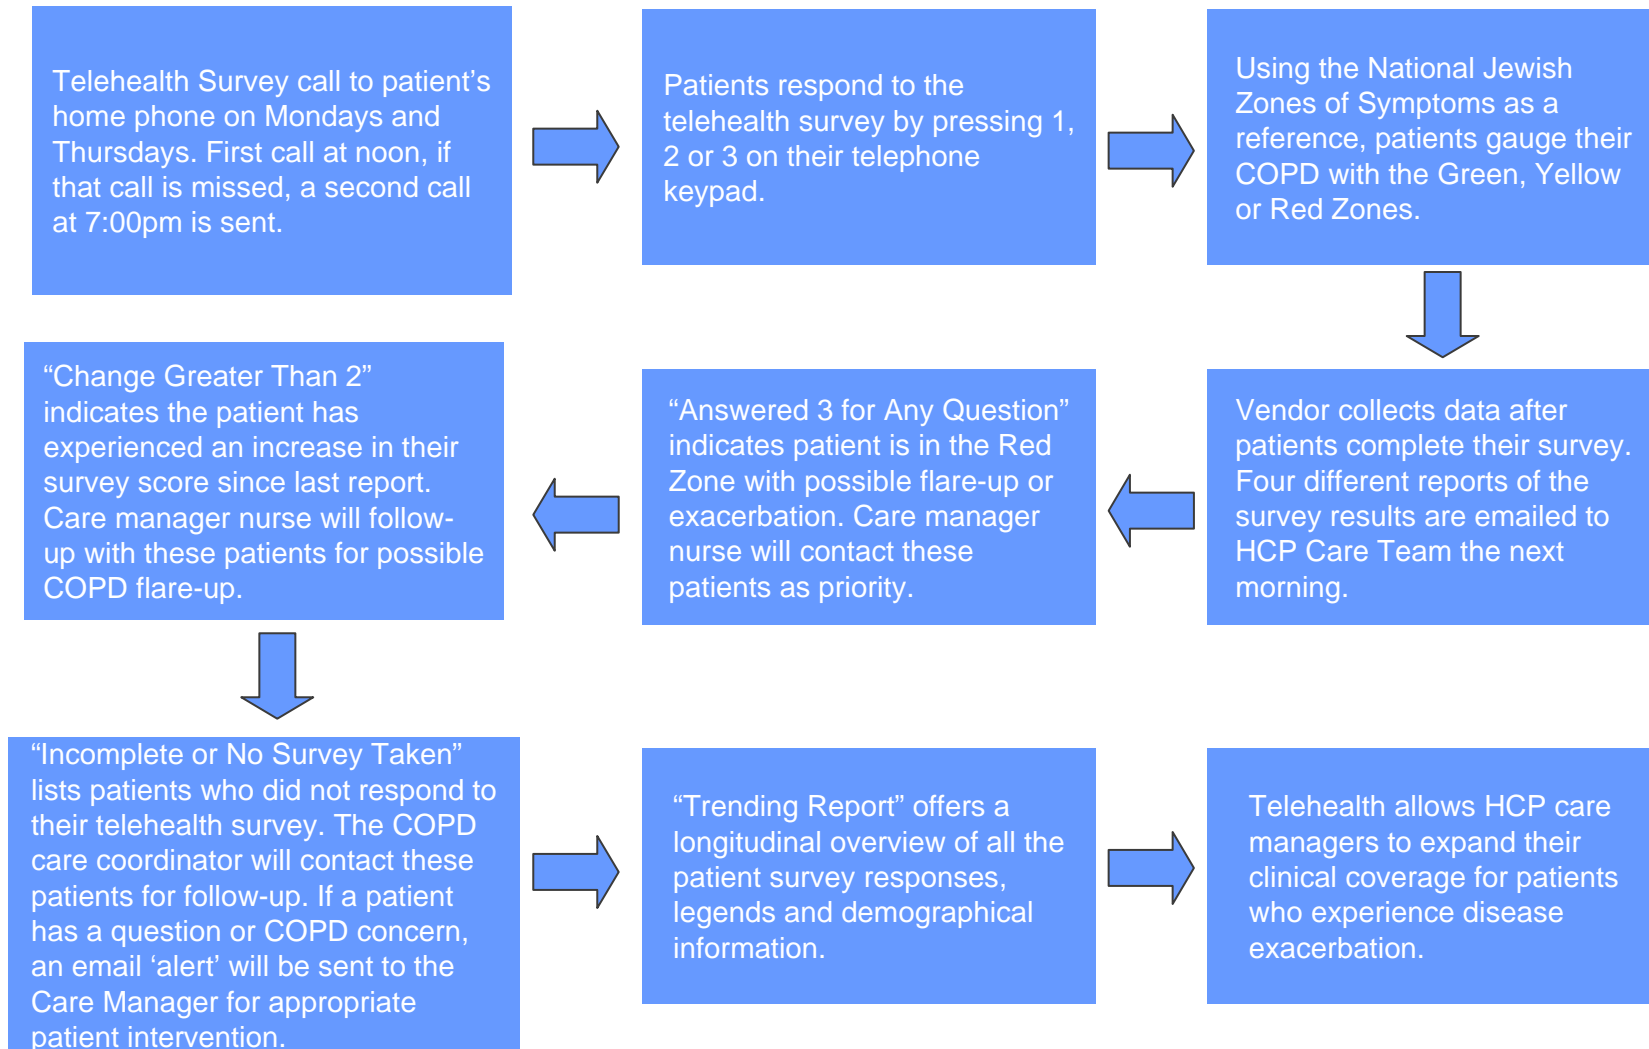 Telehealth Survey call to patient’s
home phone on Mondays and
Thursdays. First call at noon, if
that call is missed, a second call
at 7:00pm is sent.
Patients respond to the
telehealth survey by pressing 1,
2 or 3 on their telephone
keypad.
Using the National Jewish
Zones of Symptoms as a
reference, patients gauge their
COPD with the Green, Yellow
or Red Zones.
Vendor collects data after
patients complete their survey.
Four different reports of the
survey results are emailed to
HCP Care Team the next
morning.
“Answered 3 for Any Question”
indicates patient is in the Red
Zone with possible flare-up or
exacerbation. Care manager
nurse will contact these
patients as priority.
“Change Greater Than 2”
indicates the patient has
experienced an increase in their
survey score since last report.
Care manager nurse will follow-
up with these patients for possible
COPD flare-up.
“Incomplete or No Survey Taken”
lists patients who did not respond to
their telehealth survey. The COPD
care coordinator will contact these
patients for follow-up. If a patient
has a question or COPD concern,
an email ‘alert’ will be sent to the
Care Manager for appropriate
patient intervention.
“Trending Report” offers a
longitudinal overview of all the
patient survey responses,
legends and demographical
information.
Telehealth allows HCP care
managers to expand their
clinical coverage for patients
who experience disease
exacerbation.